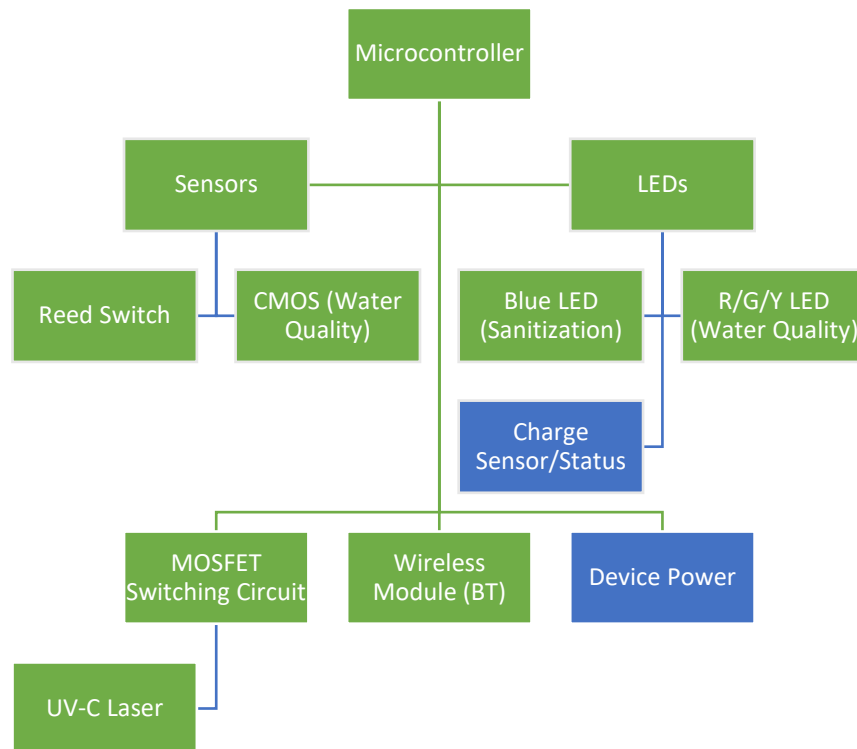 Microcontroller
Sensors
LEDs
Reed Switch
CMOS (Water
Quality)
Blue LED
(Sanitization)
R/G/Y LED
(Water Quality)
Charge
Sensor/Status
MOSFET
Switching Circuit
Wireless
Module (BT)
Device Power
UV-C Laser